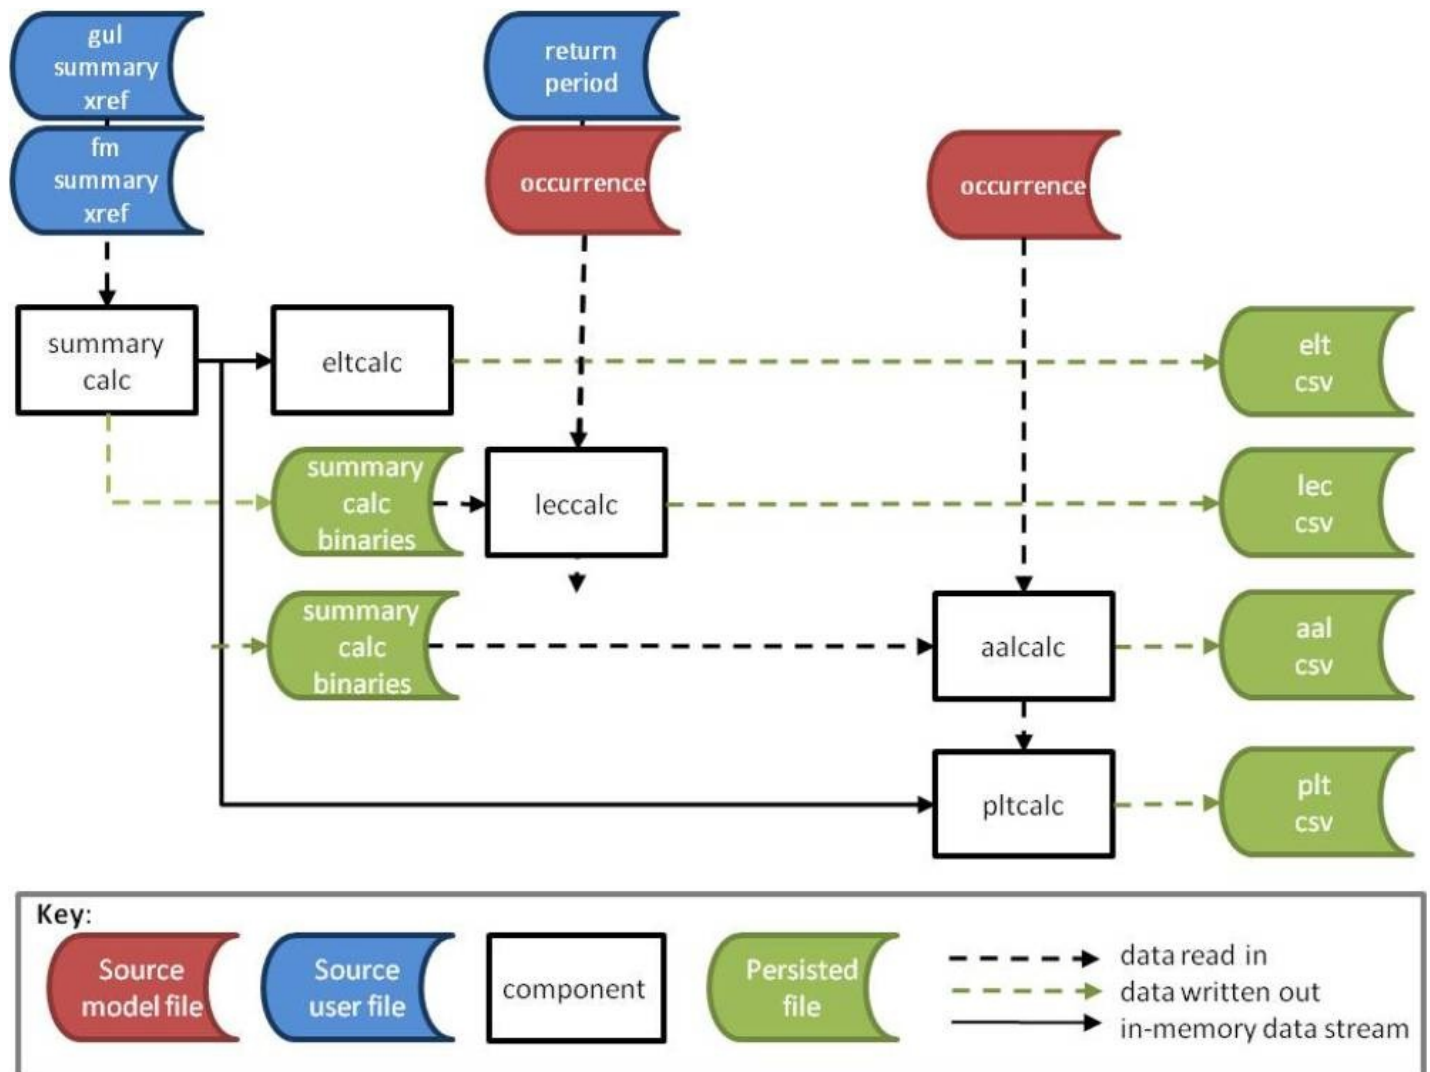 gul
summary
xref
return
period
fm
summary
xref
occurrence
occurrence
summary
calc
eltcalc
elt
csv
summary
calc
binaries
leccalc
lec
csv
summary
calc
binaries
aalcalc
aal
csv
pltcalc
plt
csv
Key:
Source
model file
Source
user file
component
Persisted
file
data read in
data written out
in-memory data stream